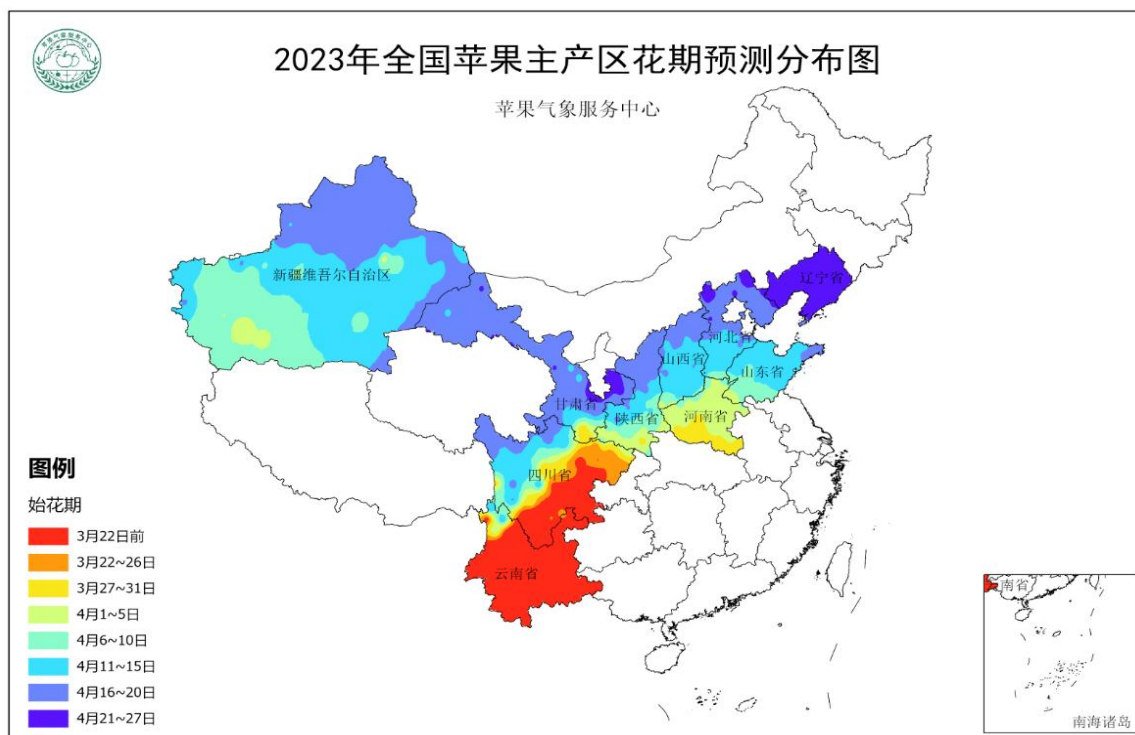 2023年全国苹果主产区花期预测分布图
苹果气象服务中心
新疆维吾尔自治区
辽宁省
河北省
山西省
山东省
甘肃省
陕西省
河南省
四川省
云南省
图例
始花期
3月22日前
3月22~26日
3月27~31日
4月1~5日
4月6~10日
4月11~15日
4月16~20日
4月21~27日
南省
南海诸岛